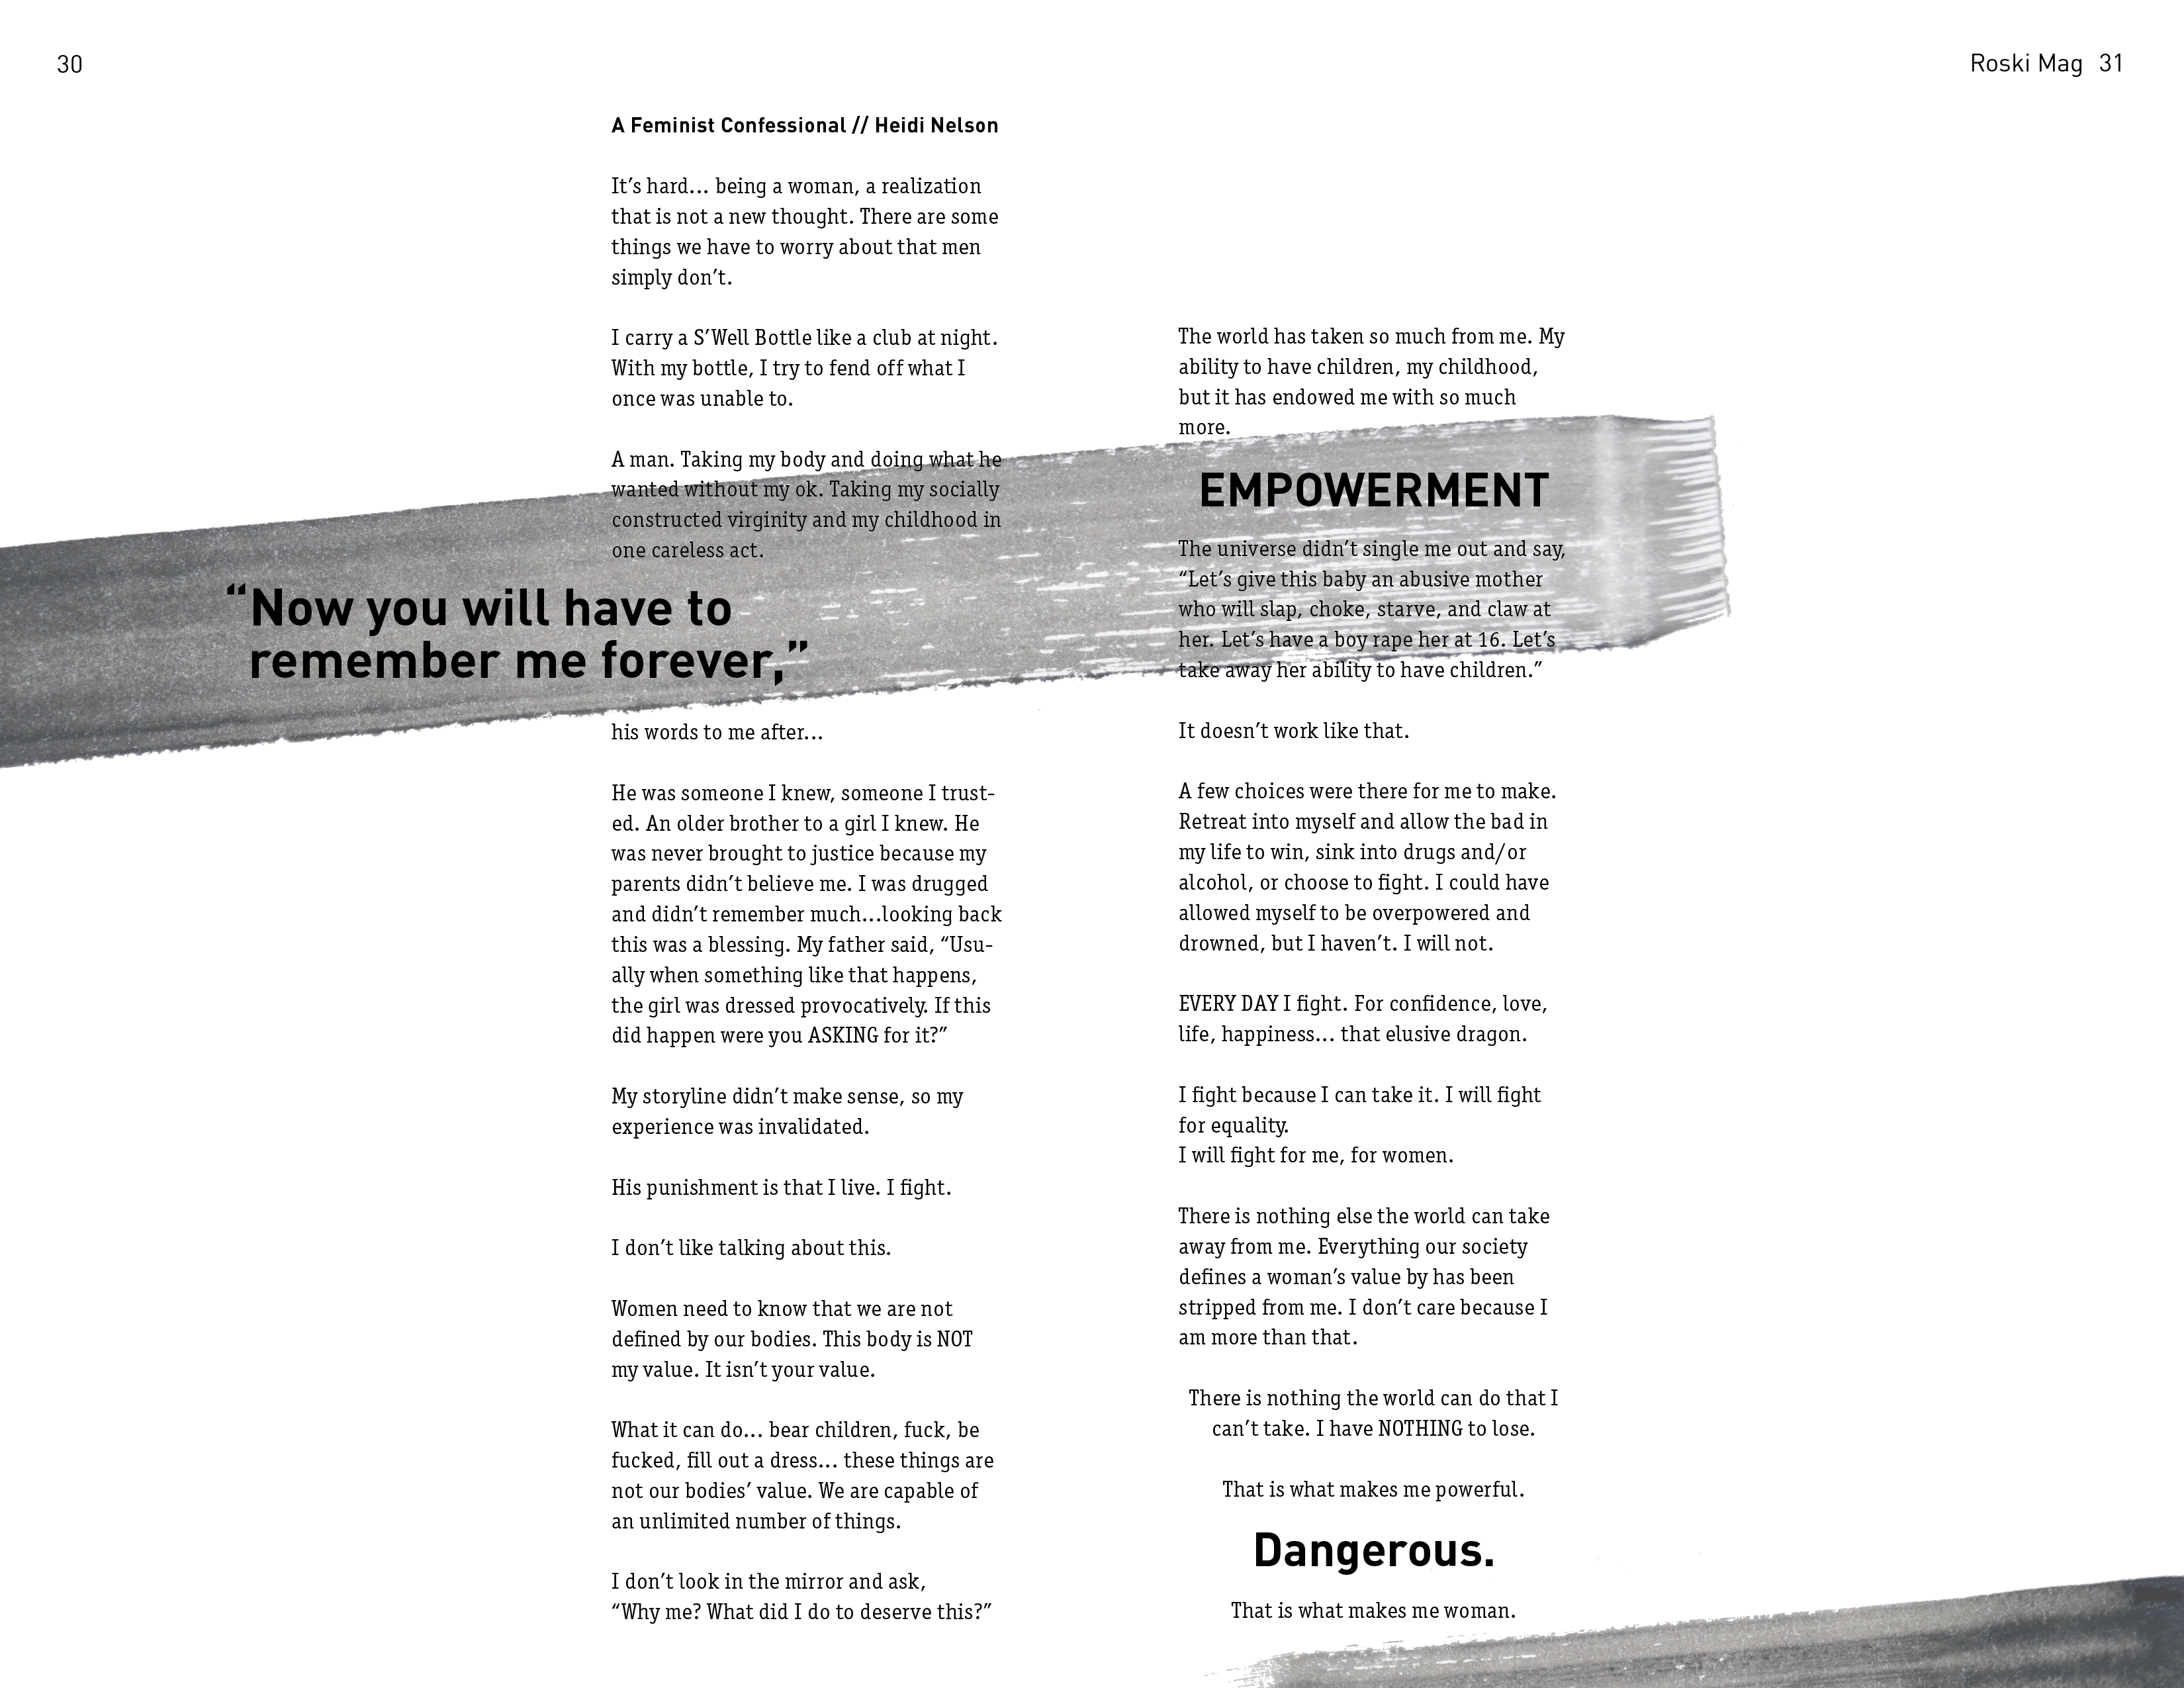 30
Roski Mag 31
A Feminist Confessional // Heidi Nelson
It’s hard... being a woman, a realization
that is not a new thought. There are some
things we have to worry about that men
simply don’t.
I carry a S’Well Bottle like a club at night.
With my bottle, I try to fend off what I
once was unable to.
A man. Taking my body and doing what he
wanted without my ok. Taking my socially
constructed virginity and my childhood in
one careless act.
“Now you will have to
remember me forever,”
his words to me after...
He was someone I knew, someone I trust-
ed. An older brother to a girl I knew. He
was never brought to justice because my
parents didn’t believe me. I was drugged
and didn’t remember much...looking back
this was a blessing. My father said, “Usu-
ally when something like that happens,
the girl was dressed provocatively. If this
did happen were you ASKING for it?”
My storyline didn’t make sense, so my
experience was invalidated.
His punishment is that I live. I fight.
I don’t like talking about this.
Women need to know that we are not
defined by our bodies. This body is NOT
my value. It isn’t your value.
What it can do... bear children, fuck, be
fucked, fill out a dress... these things are
not our bodies’ value. We are capable of
an unlimited number of things.
I don’t look in the mirror and ask,
“Why me? What did I do to deserve this?”
The world has taken so much from me. My
ability to have children, my childhood,
but it has endowed me with so much
more.
EMPOWERMENT
The universe didn’t single me out and say,
“Let’s give this baby an abusive mother
who will slap, choke, starve, and claw at
her. Let’s have a boy rape her at 16. Let’s
take away her ability to have children.”
It doesn’t work like that.
A few choices were there for me to make.
Retreat into myself and allow the bad in
my life to win, sink into drugs and/or
alcohol, or choose to fight. I could have
allowed myself to be overpowered and
drowned, but I haven’t. I will not.
EVERY DAY I fight. For confidence, love,
life, happiness... that elusive dragon.
I fight because I can take it. I will fight
for equality.
I will fight for me, for women.
There is nothing else the world can take
away from me. Everything our society
defines a woman’s value by has been
stripped from me. I don’t care because I
am more than that.
There is nothing the world can do that I
can’t take. I have NOTHING to lose.
That is what makes me powerful.
Dangerous.
That is what makes me woman.